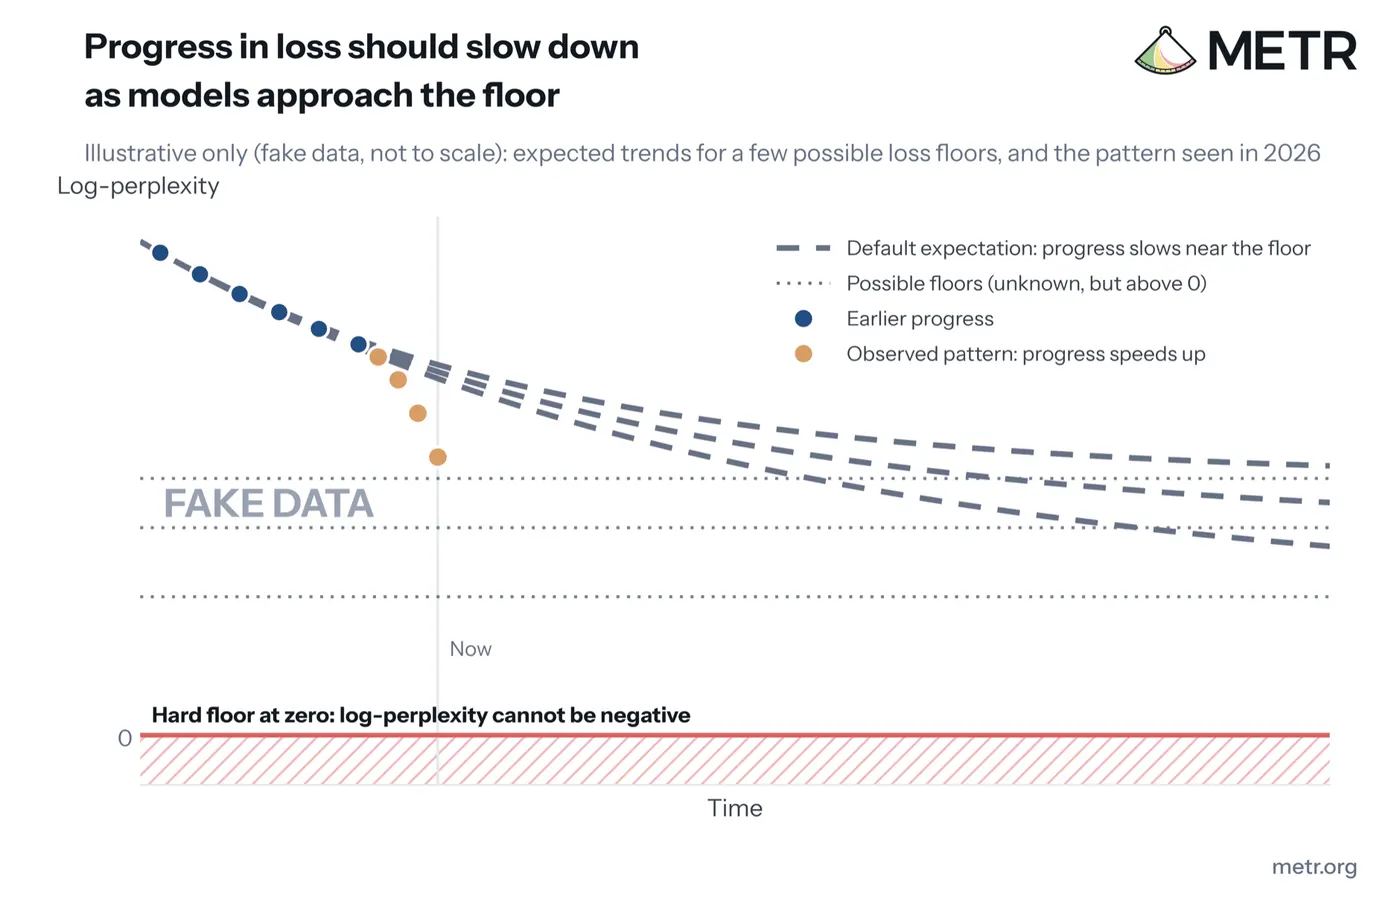 Progress in loss should slow down
as models approach the floor
METR
Illustrative only (fake data, not to scale): expected trends for a few possible loss floors, and the pattern seen in 2026
Log-perplexity
Default expectation: progress slows near the floor
Possible floors (unknown, but above 0)
Earlier progress
Observed pattern: progress speeds up
FAKE DATA
Now
Hard floor at zero: log-perplexity cannot be negative
0
Time
metr.org